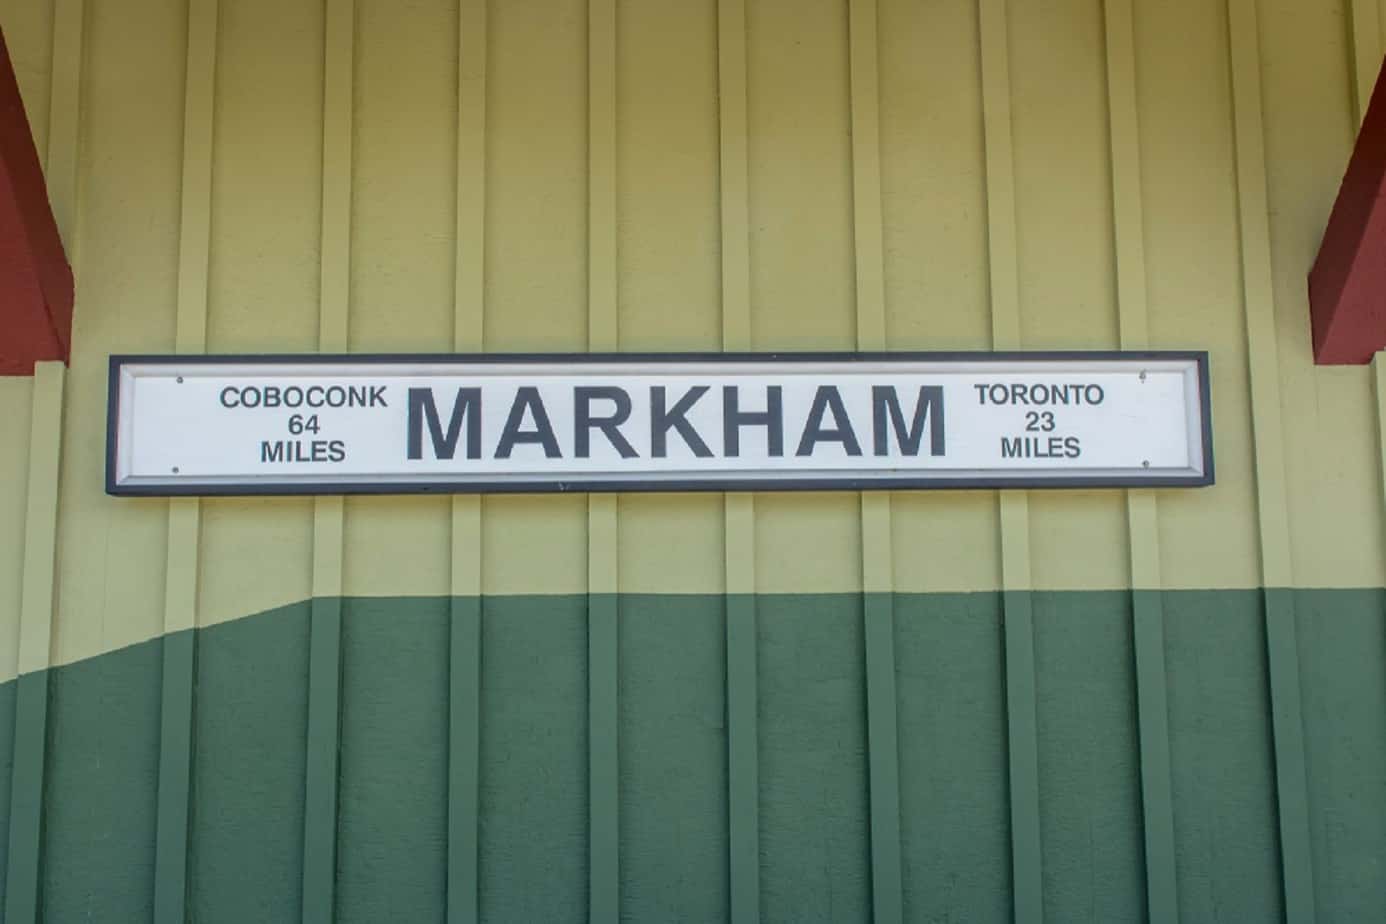 COBOCONK
64
MILES
MARKHAM
TORONTO
23
MILES